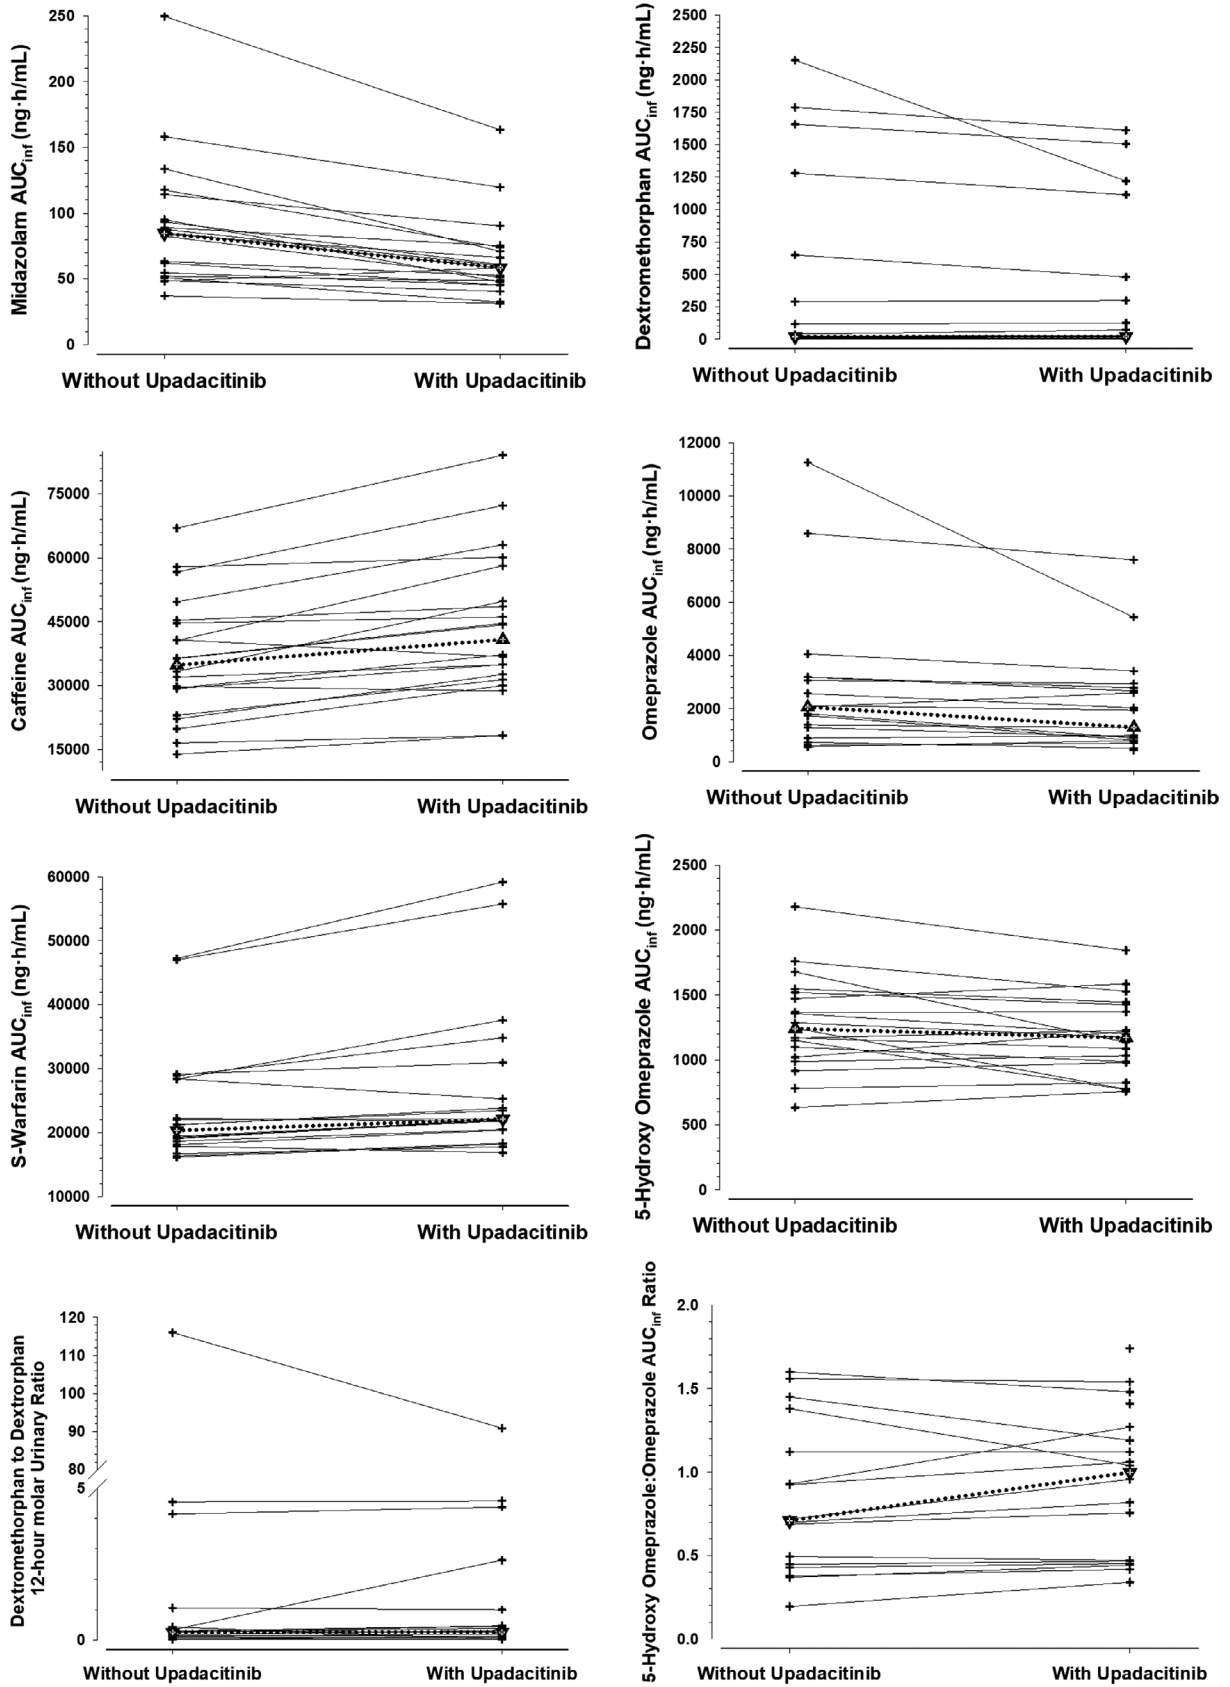 Midazolam AUCinf (ng·h/mL)
250
200
150
100
50
0
Without Upadacitinib
With Upadacitinib
Dextromethorphan AUCinf (ng·h/mL)
2500
2250
2000
1750
1500
1250
1000
750
500
250
0
Without Upadacitinib
With Upadacitinib
Caffeine AUCinf (ng·h/mL)
75000
60000
45000
30000
15000
Without Upadacitinib
With Upadacitinib
Omeprazole AUCinf (ng·h/mL)
12000
10000
8000
6000
4000
2000
0
Without Upadacitinib
With Upadacitinib
S-Warfarin AUCinf (ng·h/mL)
60000
50000
40000
30000
20000
10000
Without Upadacitinib
With Upadacitinib
5-Hydroxy Omeprazole AUCinf (ng·h/mL)
2500
2000
1500
1000
500
0
Without Upadacitinib
With Upadacitinib
Dextromethorphan to Dextrorphan
12-hour molar Urinary Ratio
120
110
100
90
80
5
0
Without Upadacitinib
With Upadacitinib
5-Hydroxy Omeprazole:Omeprazole AUCinf Ratio
2.0
1.5
1.0
0.5
0.0
Without Upadacitinib
With Upadacitinib